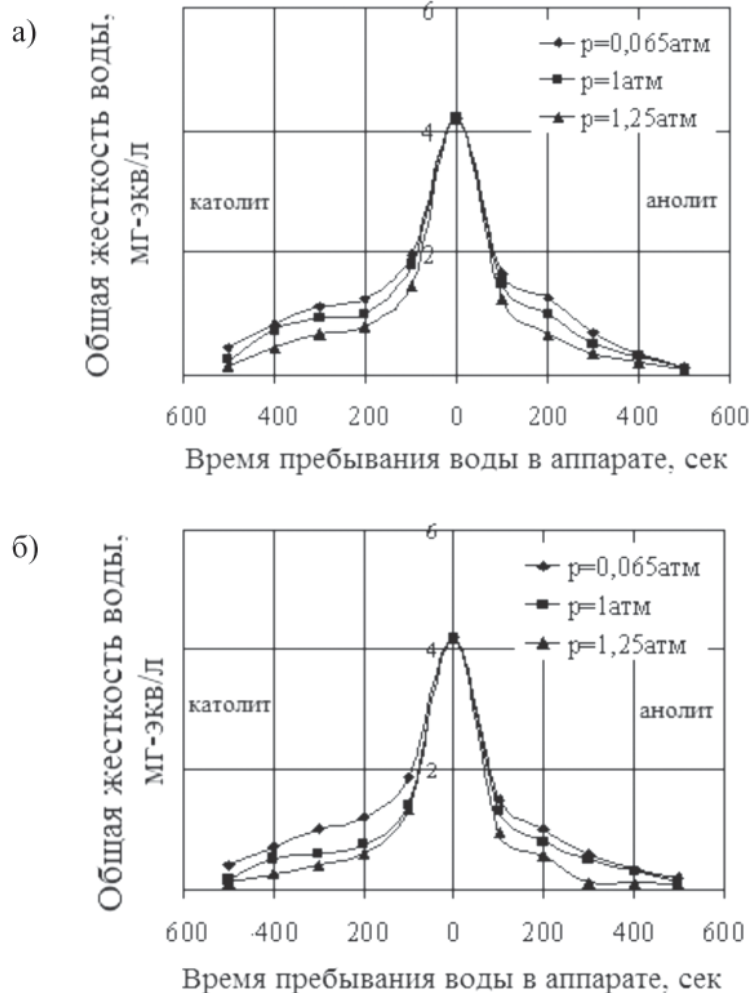 а)
Общая жесткость воды,
мг-экв/л
6
4
2
p=0,065атм
p=1атм
p=1,25атм
католит
анолит
600 400 200 0 200 400 600
Время пребывания воды в аппарате, сек
б)
Общая жесткость воды,
мг-экв/л
6
4
2
p=0,065атм
p=1атм
p=1,25атм
католит
анолит
600 400 200 0 200 400 600
Время пребывания воды в аппарате, сек